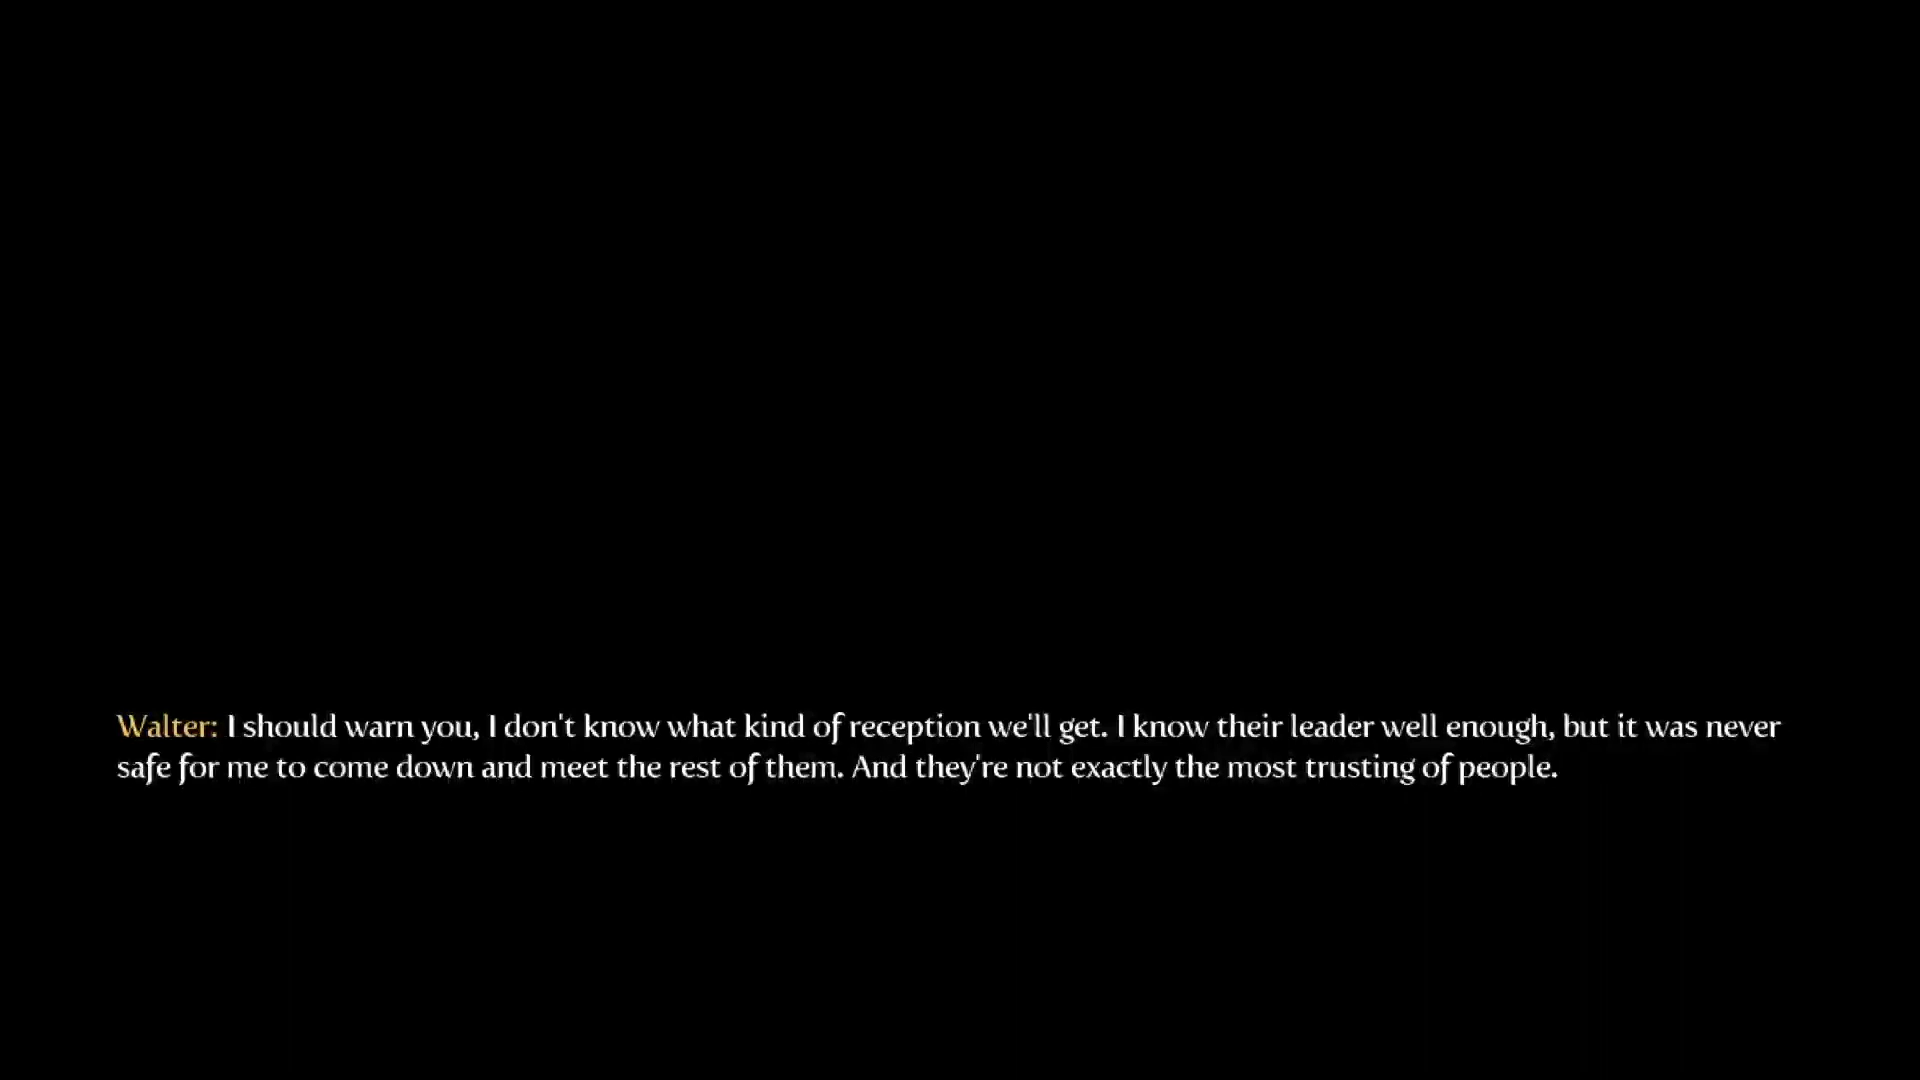 Walter: I should warn you, I don't know what kind of reception we'll get. I know their leader well enough, but it was never
safe for me to come down and meet the rest of them. And they're not exactly the most trusting of people.